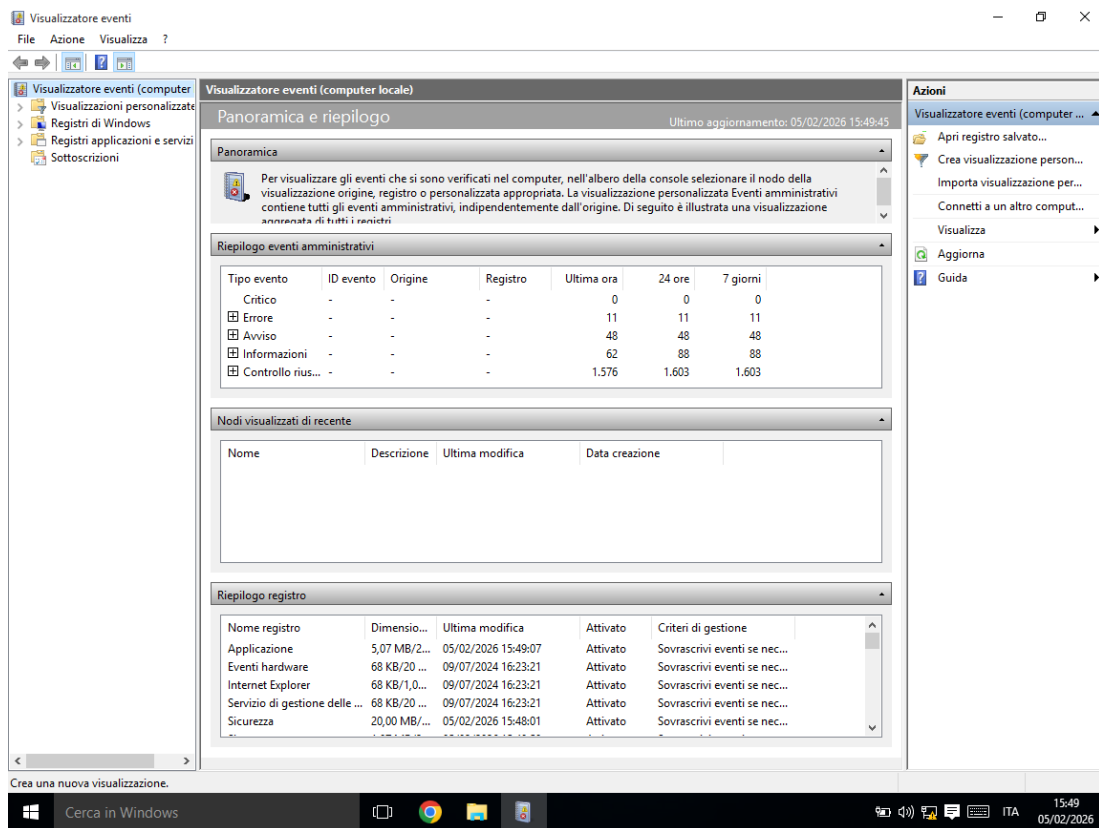 Visualizzatore eventi
File Azione Visualizza ?
Visualizzatore eventi (computer
Visualizzazioni personalizzate
Registri di Windows
Registri applicazioni e servizi
Sottoscrizioni
Visualizzatore eventi (computer locale)
Panoramica e riepilogo
Ultimo aggiornamento: 05/02/2026 15:49:45
Panoramica
Per visualizzare gli eventi che si sono verificati nel computer, nell'albero della console selezionare il nodo della
visualizzazione origine, registro o personalizzata appropriata. La visualizzazione personalizzata Eventi amministrativi
contiene tutti gli eventi amministrativi, indipendentemente dall'origine. Di seguito è illustrata una visualizzazione
aggregata di tutti i registri.
Riepilogo eventi amministrativi
Tipo evento ID evento Origine Registro Ultima ora 24 ore 7 giorni
Critico - - - 0 0 0
Errore - - - 11 11 11
Avviso - - - 48 48 48
Informazioni - - - 62 88 88
Controllo rius... - - - 1.576 1.603 1.603
Nodi visualizzati di recente
Nome Descrizione Ultima modifica Data creazione
Riepilogo registro
Nome registro Dimensio... Ultima modifica Attivato Criteri di gestione
Applicazione 5,07 MB/2... 05/02/2026 15:49:07 Attivato Sovrascrivi eventi se nec...
Eventi hardware 68 KB/20 ... 09/07/2024 16:23:21 Attivato Sovrascrivi eventi se nec...
Internet Explorer 68 KB/1,0... 09/07/2024 16:23:21 Attivato Sovrascrivi eventi se nec...
Servizio di gestione delle ... 68 KB/20 ... 09/07/2024 16:23:21 Attivato Sovrascrivi eventi se nec...
Sicurezza 20,00 MB/... 05/02/2026 15:48:01 Attivato Sovrascrivi eventi se nec...
Azioni
Visualizzatore eventi (computer ...
Apri registro salvato...
Crea visualizzazione person...
Importa visualizzazione per...
Connetti a un altro comput...
Visualizza
Aggiorna
Guida
Crea una nuova visualizzazione.
Cerca in Windows
ITA
15:49
05/02/2026